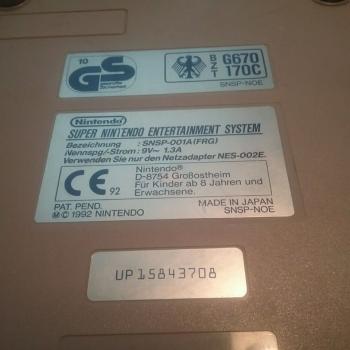 10
GS
geprüfte
Sicherheit
BZT
G670
170C
SNSP-NOE
Nintendo
SUPER NINTENDO ENTERTAINMENT SYSTEM
Bezeichnung : SNSP-001A(FRG)
Nennspg/-Strom : 9V~ 1.3A
Verwenden Sie nur den Netzadapter NES-002E.
CE 92
Nintendo®
D-8754 Großostheim
Für Kinder ab 8 Jahren und
Erwachsene.
PAT. PEND.
M©1992 NINTENDO
MADE IN JAPAN
SNSP-NOE
UP15843708